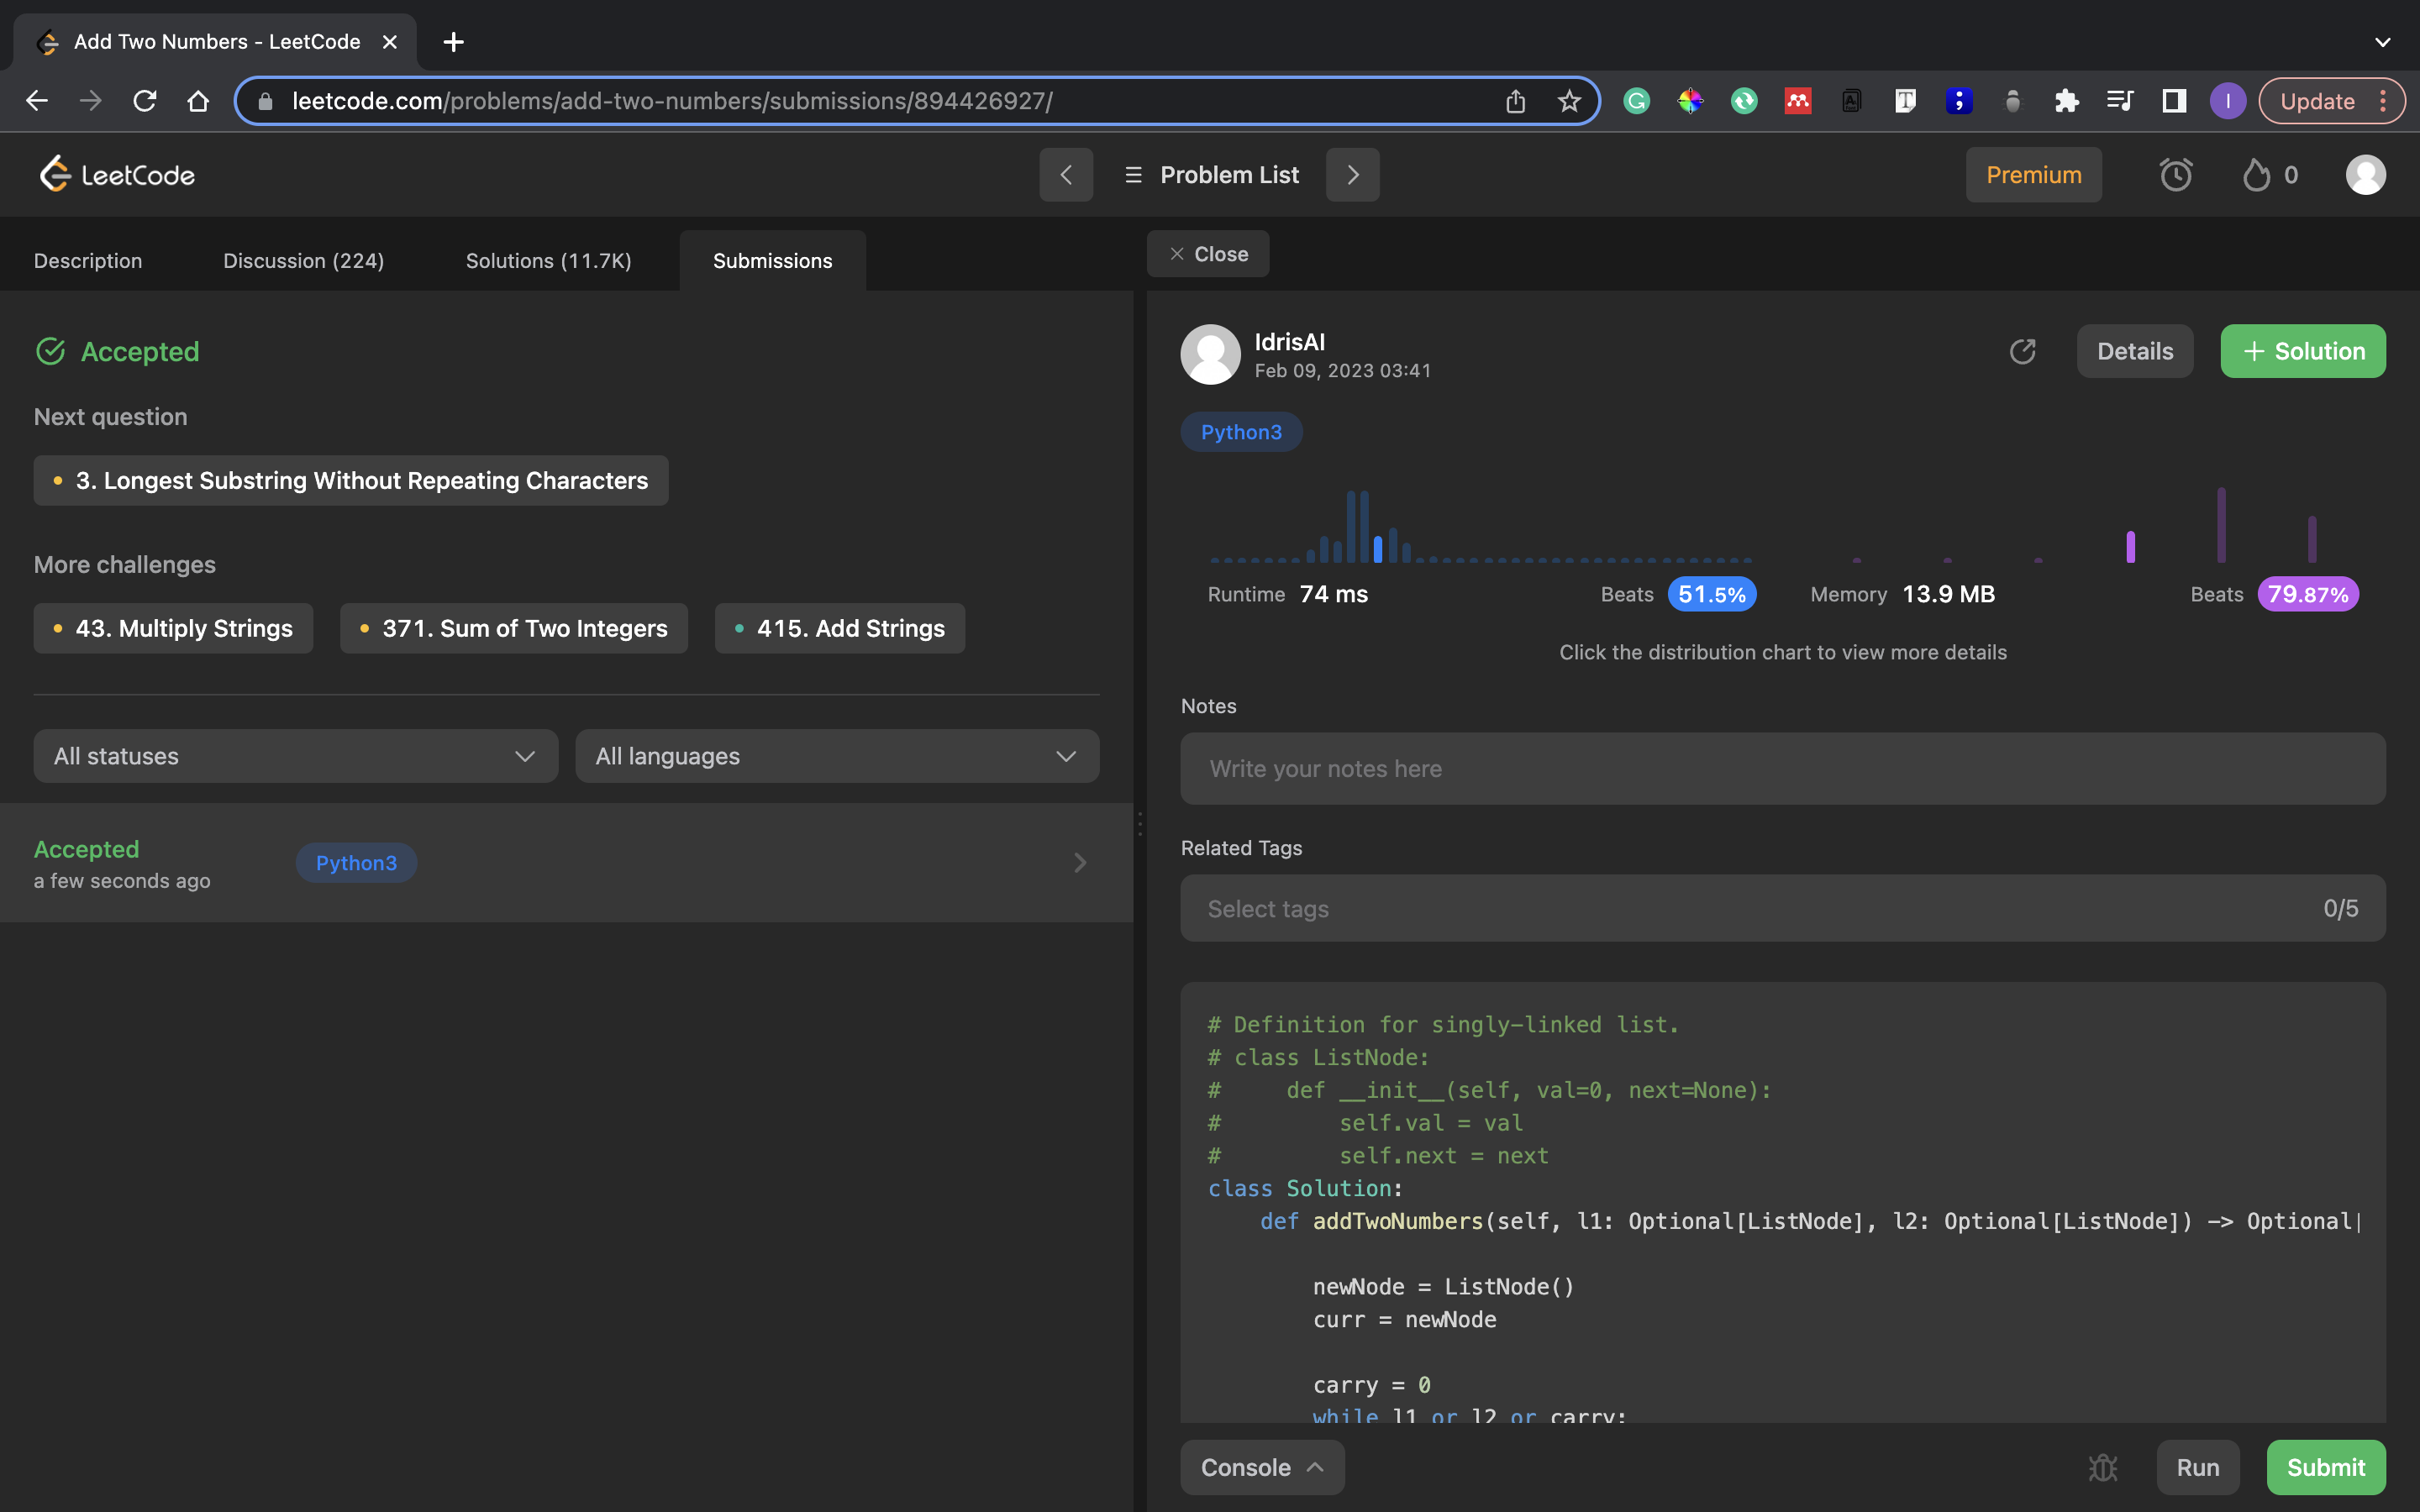 Add Two Numbers - LeetCode
leetcode.com/problems/add-two-numbers/submissions/894426927/
I
Update
LeetCode
Problem List
Premium
0
Description
Discussion (224)
Solutions (11.7K)
Submissions
Close
Accepted
Next question
3. Longest Substring Without Repeating Characters
More challenges
43. Multiply Strings
371. Sum of Two Integers
415. Add Strings
All statuses
All languages
Accepted
a few seconds ago
Python3
IdrisAI
Feb 09, 2023 03:41
Details
Solution
Python3
Runtime 74 ms
Beats 51.5%
Memory 13.9 MB
Beats 79.87%
Click the distribution chart to view more details
Notes
Write your notes here
Related Tags
Select tags
0/5
# Definition for singly-linked list.
# class ListNode:
#     def __init__(self, val=0, next=None):
#         self.val = val
#         self.next = next
class Solution:
    def addTwoNumbers(self, l1: Optional[ListNode], l2: Optional[ListNode]) -> Optional
        newNode = ListNode()
        curr = newNode
        carry = 0
        while l1 or l2 or carry:
Console
Run
Submit